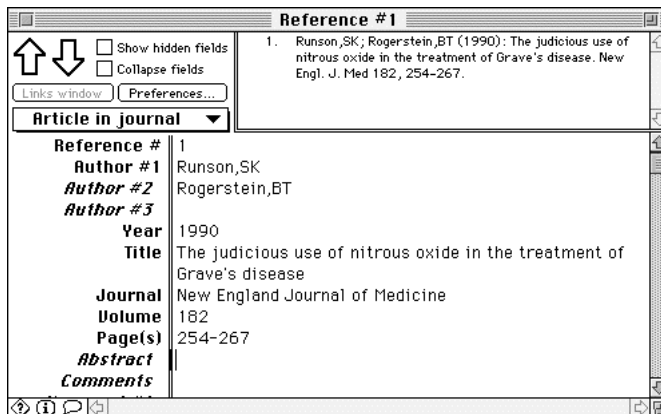 Reference #1
Show hidden fields
Collapse fields
Links window Preferences...
Article in journal
1. Runson,SK; Rogerstein,BT (1990): The judicious use of
nitrous oxide in the treatment of Grave's disease. New
Engl. J. Med 182, 254-267.
Reference # 1
Author #1 Runson,SK
Author #2 Rogerstein,BT
Author #3
Year 1990
Title The judicious use of nitrous oxide in the treatment of
Grave's disease
Journal New England Journal of Medicine
Volume 182
Page(s) 254-267
Abstract
Comments